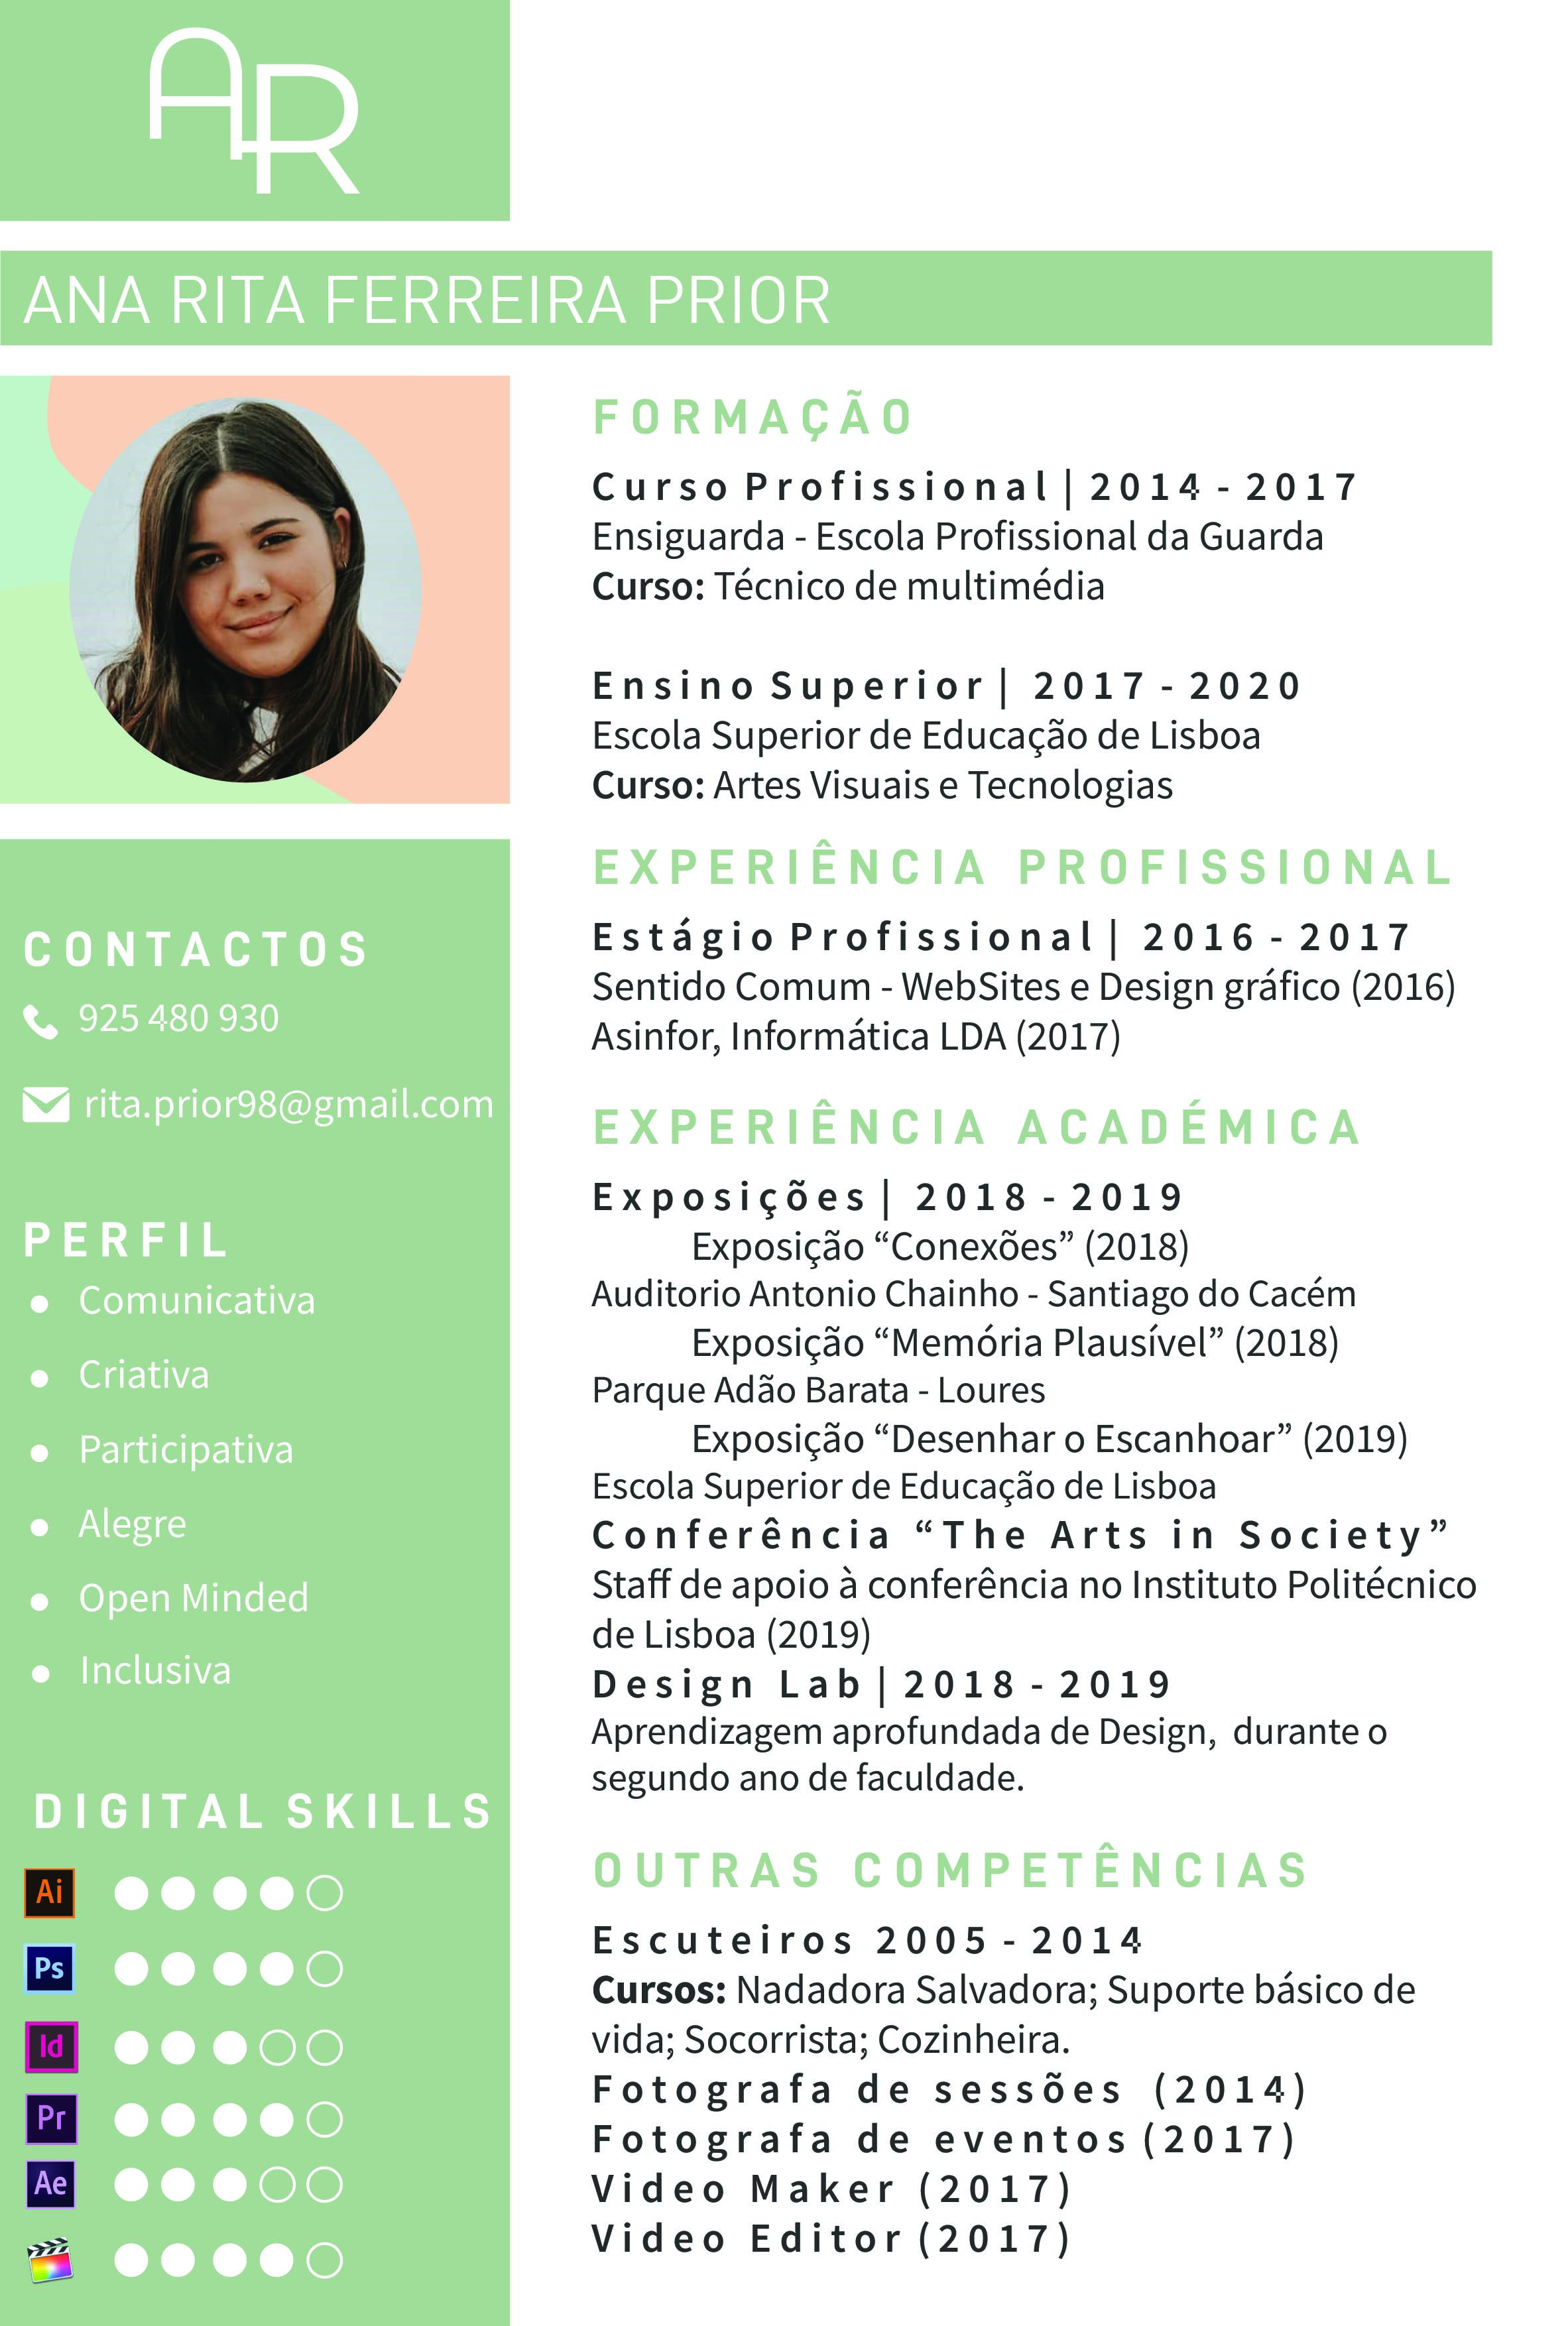 AR
ANA RITA FERREIRA PRIOR
FORMAÇÃO
Curso Profissional | 2014 - 2017
Ensiguarda - Escola Profissional da Guarda
Curso: Técnico de multimédia
Ensino Superior | 2017 - 2020
Escola Superior de Educação de Lisboa
Curso: Artes Visuais e Tecnologias
EXPERIÊNCIA PROFISSIONAL
Estágio Profissional | 2016 - 2017
Sentido Comum - WebSites e Design gráfico (2016)
Asinfor, Informática LDA (2017)
EXPERIÊNCIA ACADÉMICA
Exposições | 2018 - 2019
Exposição “Conexões” (2018)
Auditorio Antonio Chainho - Santiago do Cacém
Exposição “Memória Plausível” (2018)
Parque Adão Barata - Loures
Exposição “Desenhar o Escanhoar” (2019)
Escola Superior de Educação de Lisboa
Conferência “The Arts in Society”
Staff de apoio à conferência no Instituto Politécnico
de Lisboa (2019)
Design Lab | 2018 - 2019
Aprendizagem aprofundada de Design, durante o
segundo ano de faculdade.
OUTRAS COMPETÊNCIAS
Escuteiros 2005 - 2014
Cursos: Nadadora Salvadora; Suporte básico de
vida; Socorrista; Cozinheira.
Fotografa de sessões (2014)
Fotografa de eventos (2017)
Video Maker (2017)
Video Editor (2017)
CONTACTOS
925 480 930
rita.prior98@gmail.com
PERFIL
Comunicativa
Criativa
Participativa
Alegre
Open Minded
Inclusiva
DIGITAL SKILLS
Ai
Ps
Id
Pr
Ae